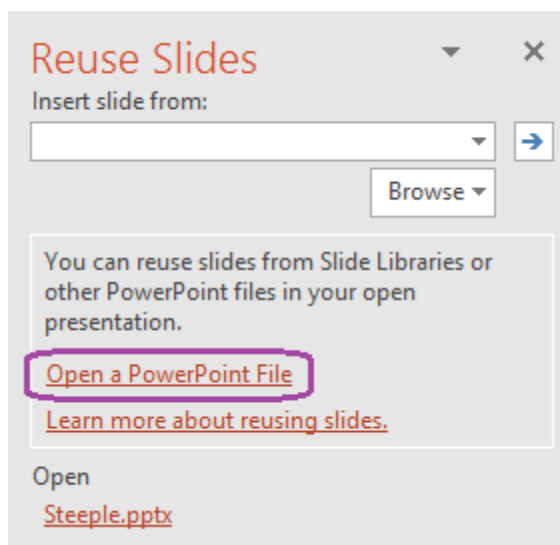 Reuse Slides
Insert slide from:
Browse
You can reuse slides from Slide Libraries or
other PowerPoint files in your open
presentation.
Open a PowerPoint File
Learn more about reusing slides.
Open
Steeple.pptx